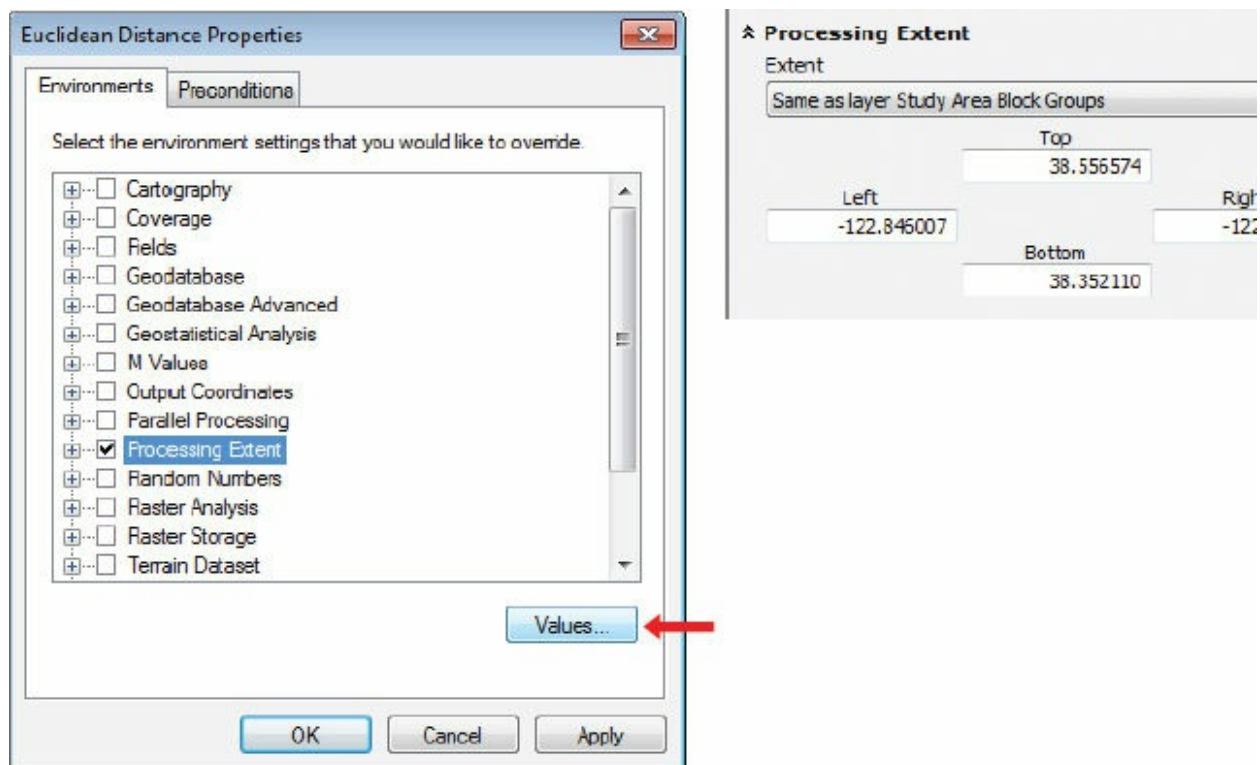 Euclidean Distance Properties
Environments
Preconditions
Select the environment settings that you would like to override.
Cartography
Coverage
Fields
Geodatabase
Geodatabase Advanced
Geostatistical Analysis
M Values
Output Coordinates
Parallel Processing
Processing Extent
Random Numbers
Raster Analysis
Raster Storage
Terrain Dataset
Values...
OK
Cancel
Apply
Processing Extent
Extent
Same as layer Study Area Block Groups
Top
38.556574
Left
Righ
-122.846007
-122
Bottom
38.352110